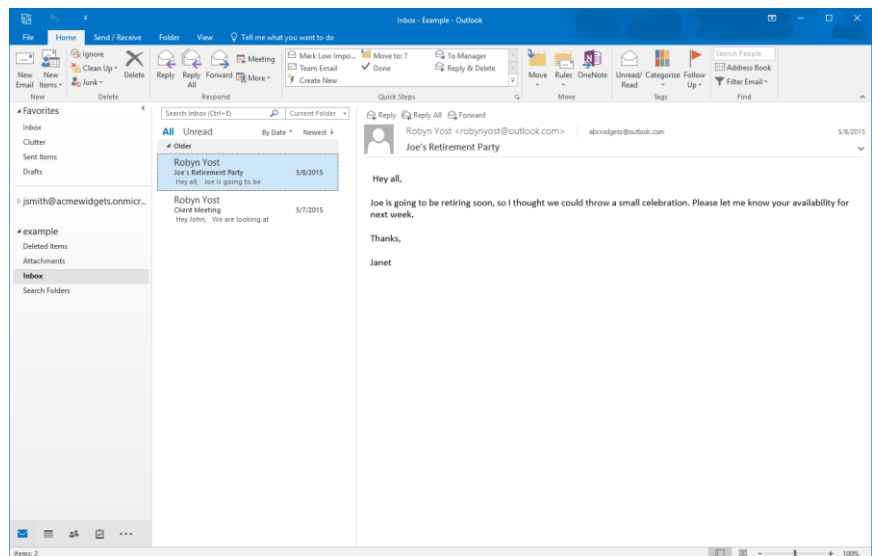 Inbox - Example - Outlook
File Home Send / Receive Folder View Tell me what you want to do
New Email
New Items
Ignore
Clean Up
Junk
Delete
Reply
Reply All
Forward
Meeting
More
Mark Low Impo...
Team Email
Create New
Move to: ?
Done
To Manager
Reply & Delete
Move
Rules
OneNote
Unread/ Read
Categorize
Follow Up
Search People
Address Book
Filter Email
New Delete Respond Quick Steps Move Tags Find
Favorites
Inbox
Clutter
Sent Items
Drafts
jsmith@acmewidgets.onmicr...
example
Deleted Items
Attachments
Inbox
Search Folders
Search Inbox (Ctrl+E) Current Folder
All Unread By Date Newest
Older
Robyn Yost
Joe's Retirement Party 5/8/2015
Hey all, Joe is going to be
Robyn Yost
Client Meeting 5/7/2015
Hey John, We are looking at
Reply Reply All Forward
Robyn Yost <robynyost@outlook.com> abcwidgets@outlook.com 5/8/2015
Joe's Retirement Party
Hey all,
Joe is going to be retiring soon, so I thought we could throw a small celebration. Please let me know your availability for
next week.
Thanks,
Janet
Items: 2 100%